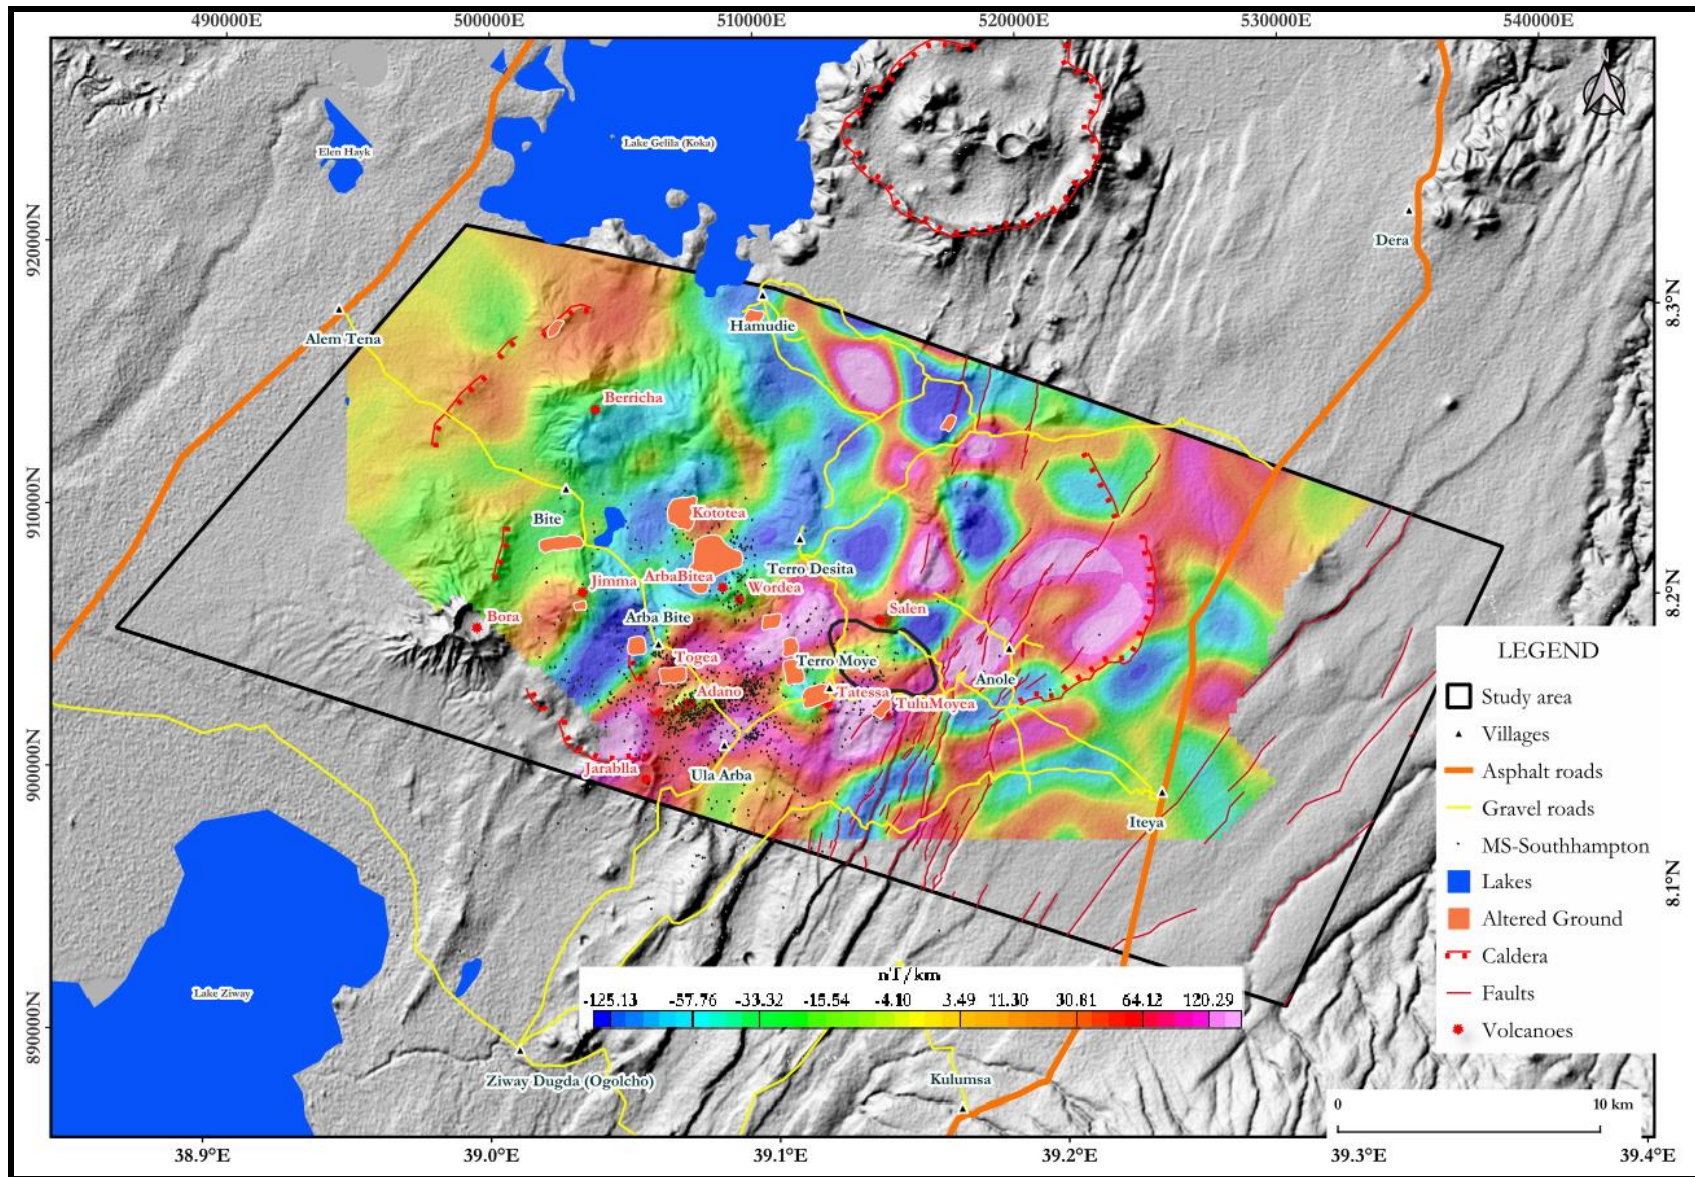 490000E 500000E 510000E 520000E 530000E 540000E
Elen Hayk
Lake Gelila (Koka)
920000N
Dera
8.3°N
Hamudie
Alem Tena
Berricha
910000N
Bite
Kototea
Jimma
ArbaBitea
Terro Desita
Wordea
8.2°N
Bora
Arba Bite
Salen
Togea
Terro Moye
Anole
Adano
Tatessa
TuluMoyea
900000N
Jarablla
Ula Arba
Iteya
8.1°N
LEGEND
Study area
Villages
Asphalt roads
Gravel roads
MS-Southhampton
Lakes
Altered Ground
Caldera
Faults
Volcanoes
nT/km
-125.13 -57.76 -33.32 -15.54 3.49 11.30 30.81 64.12 120.29
Lake Ziway
890000N
Ziway Dugda (Ogolcho)
Kulumsa
0 10 km
38.9°E 39.0°E 39.1°E 39.2°E 39.3°E 39.4°E